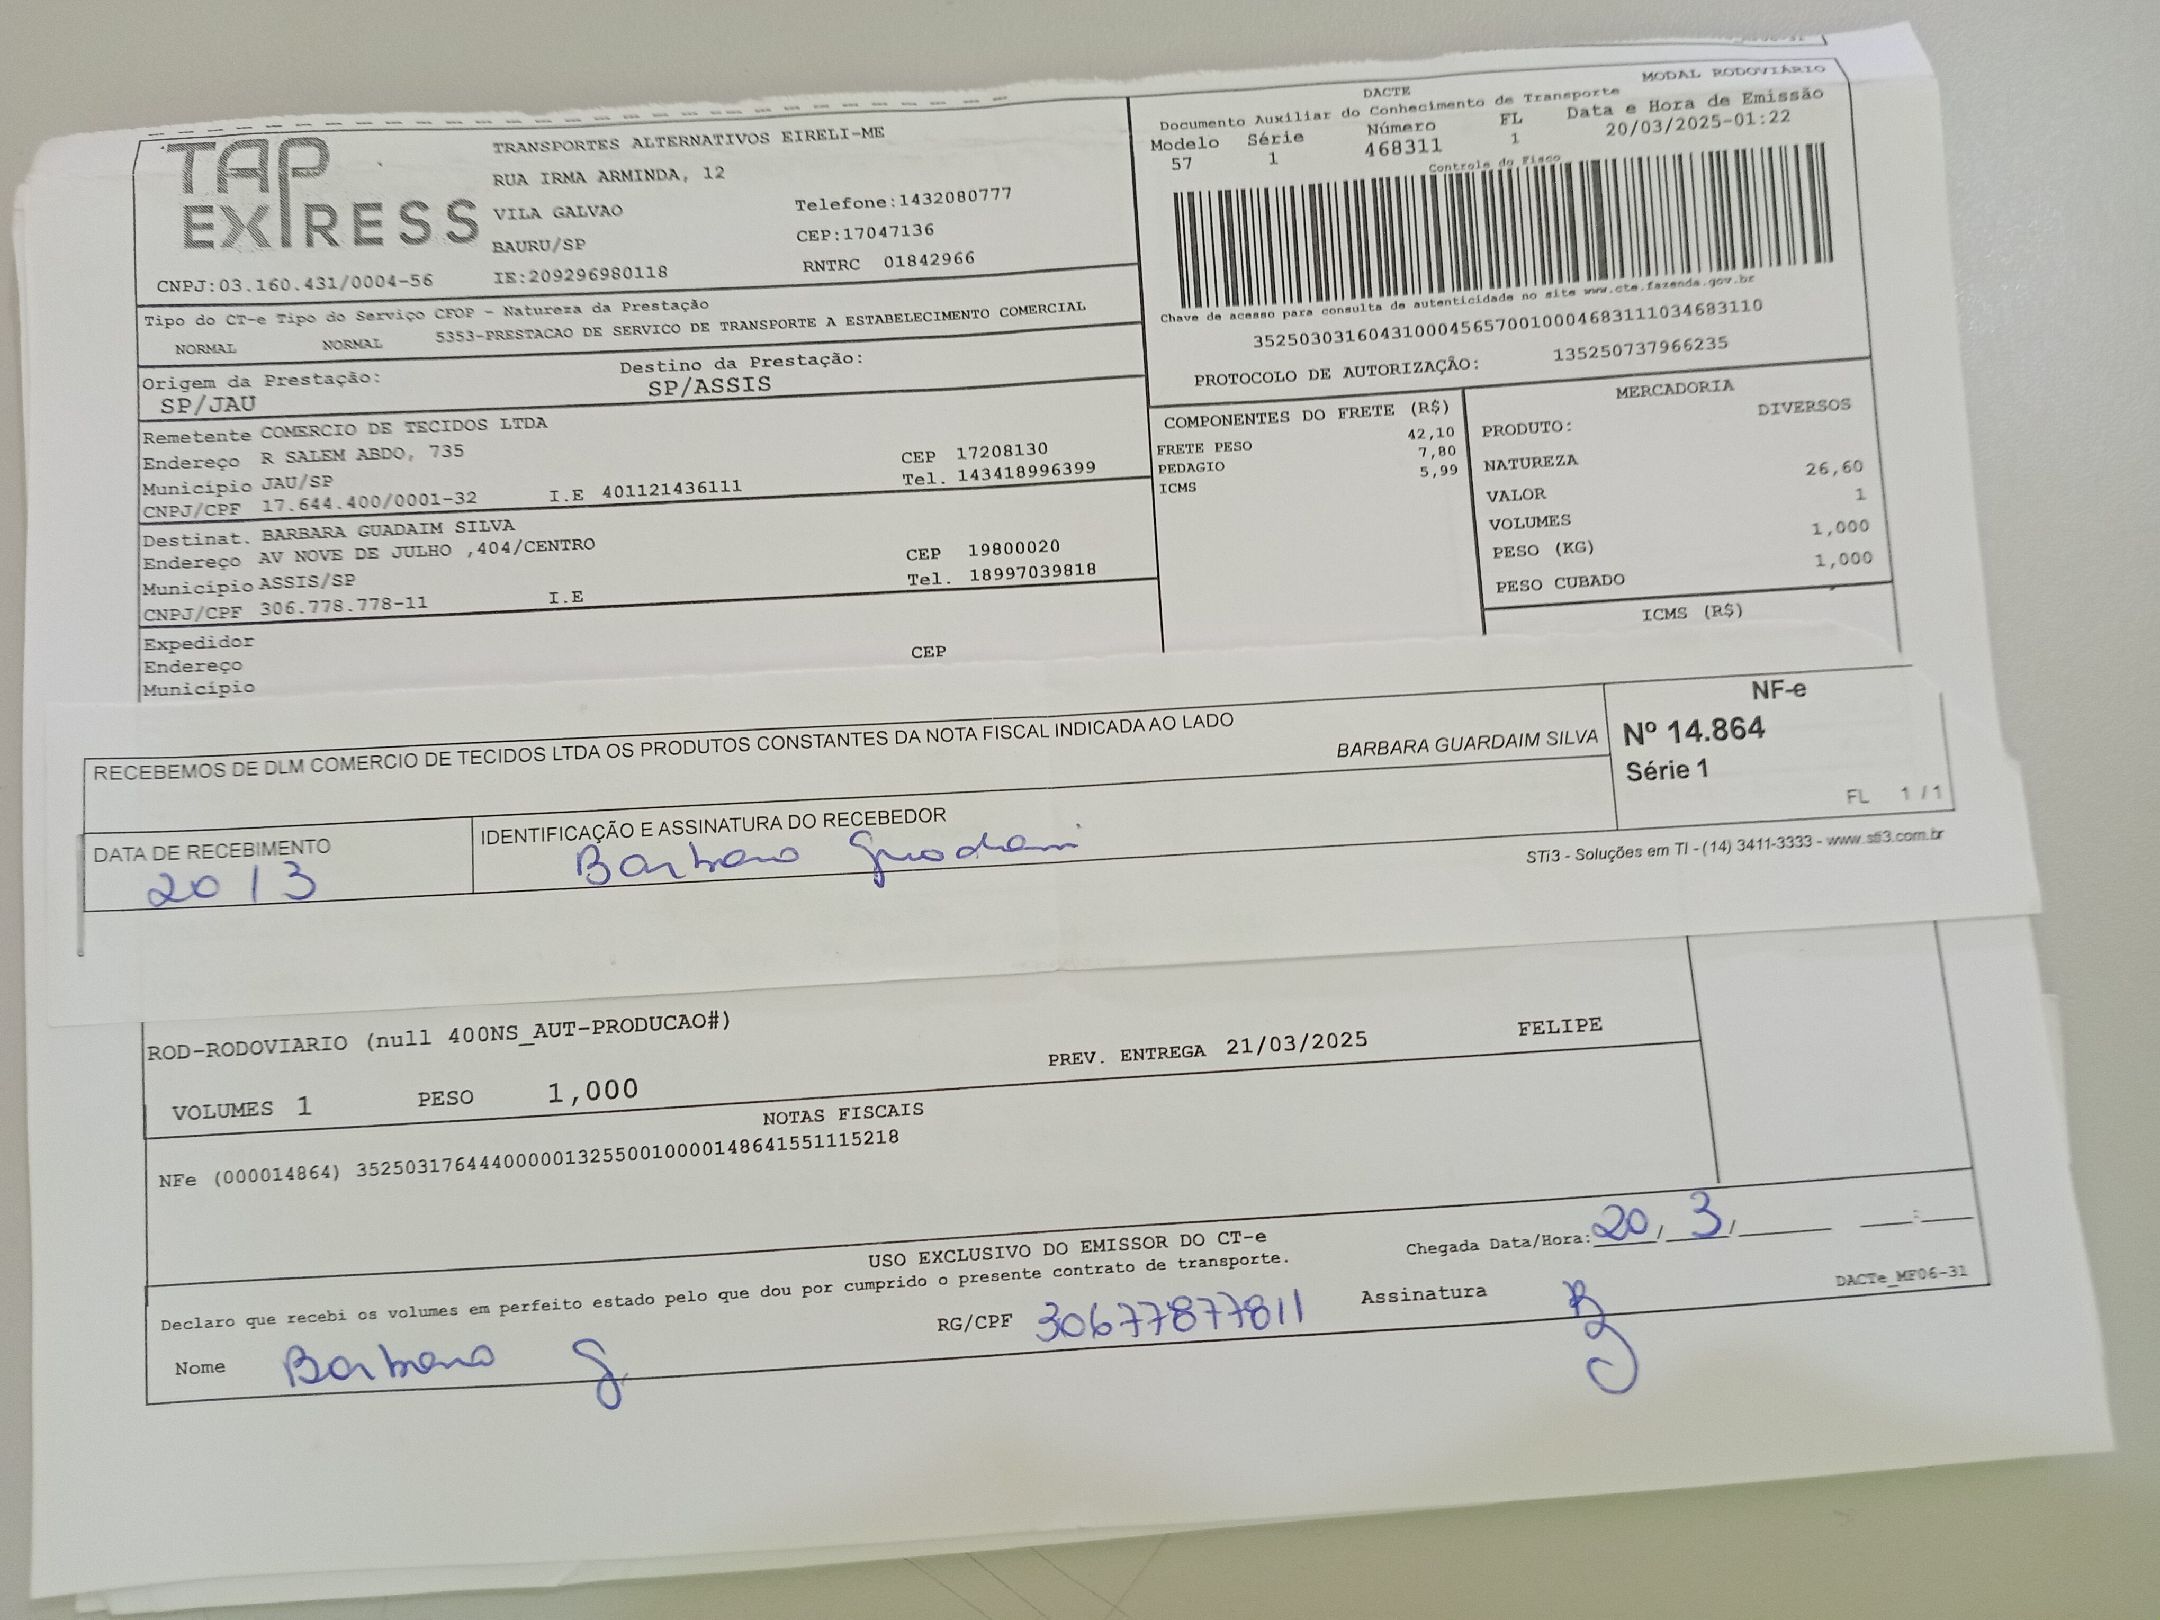 MODAL RODOVIÁRIO
TAP
EXPRESS
TRANSPORTES ALTERNATIVOS EIRELI-ME
RUA IRMA ARMINDA, 12
VILA GALVAO Telefone:1432080777
BAURU/SP CEP:17047136
CNPJ:03.160.431/0004-56 IE:209296980118 RNTRC 01842966
DACTE
Documento Auxiliar do Conhecimento de Transporte
Modelo Série Número FL Data e Hora de Emissão
57 1 468311 1 20/03/2025-01:22
Controle do Fisco
Chave de acesso para consulta de autenticidade no site www.cte.fazenda.gov.br
35250303160431000456570010004683111034683110
PROTOCOLO DE AUTORIZAÇÃO: 135250737966235
Tipo do CT-e Tipo do Serviço CFOP - Natureza da Prestação
NORMAL NORMAL 5353-PRESTACAO DE SERVICO DE TRANSPORTE A ESTABELECIMENTO COMERCIAL
Origem da Prestação: Destino da Prestação:
SP/JAU SP/ASSIS
Remetente COMERCIO DE TECIDOS LTDA
Endereço R SALEM ABDO, 735 CEP 17208130
Município JAU/SP Tel. 143418996399
CNPJ/CPF 17.644.400/0001-32 I.E 401121436111
Destinat. BARBARA GUADAIM SILVA
Endereço AV NOVE DE JULHO ,404/CENTRO CEP 19800020
Município ASSIS/SP Tel. 18997039818
CNPJ/CPF 306.778.778-11 I.E
Expedidor
Endereço CEP
Município
COMPONENTES DO FRETE (R$)
FRETE PESO 42,10
PEDAGIO 7,80
ICMS 5,99
MERCADORIA
PRODUTO: DIVERSOS
NATUREZA
VALOR 26,60
VOLUMES 1
PESO (KG) 1,000
PESO CUBADO 1,000
ICMS (R$)
RECEBEMOS DE DLM COMERCIO DE TECIDOS LTDA OS PRODUTOS CONSTANTES DA NOTA FISCAL INDICADA AO LADO
BARBARA GUARDAIM SILVA
NF-e
Nº 14.864
Série 1
FL 1 / 1
DATA DE RECEBIMENTO IDENTIFICAÇÃO E ASSINATURA DO RECEBEDOR
20/3 Barbara
STi3 - Soluções em TI - (14) 3411-3333 - www.sti3.com.br
ROD-RODOVIARIO (null 400NS_AUT-PRODUCAO#)
PREV. ENTREGA 21/03/2025 FELIPE
VOLUMES 1 PESO 1,000
NOTAS FISCAIS
NFe (000014864) 35250317644400000132550010000148641551115218
USO EXCLUSIVO DO EMISSOR DO CT-e
Chegada Data/Hora: 20/ 3/
Declaro que recebi os volumes em perfeito estado pelo que dou por cumprido o presente contrato de transporte.
DACTe_MF06-31
Nome Barbara G RG/CPF 30677877811 Assinatura